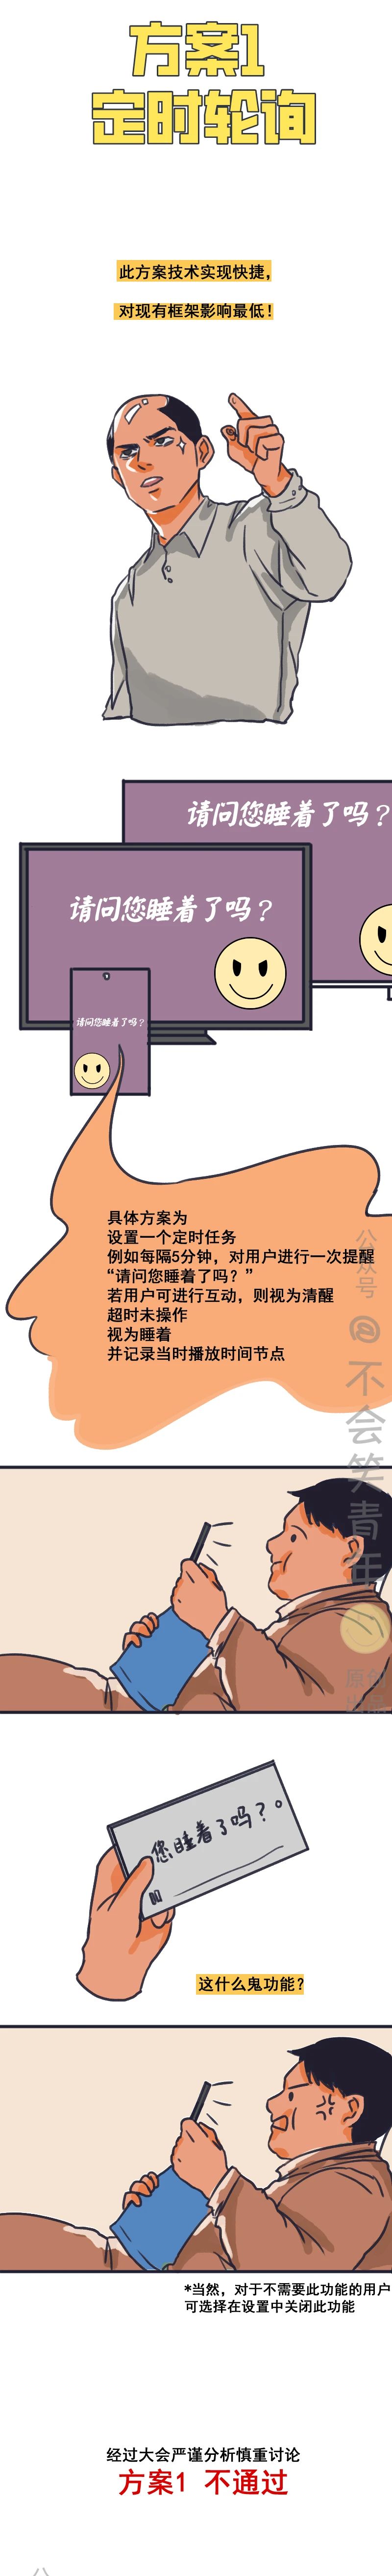 方案1
定时轮询
此方案技术实现快捷，
对现有框架影响最低！
请问您睡着了吗？
请问您睡着了吗？
请问您睡着了吗？
具体方案为
设置一个定时任务
例如每隔5分钟，对用户进行一次提醒
“请问您睡着了吗？”
若用户可进行互动，则视为清醒
超时未操作
视为睡着
并记录当时播放时间节点
公众号
@不会笑青年
原创
出品
您睡着了吗？
这什么鬼功能？
*当然，对于不需要此功能的用户
可选择在设置中关闭此功能
经过大会严谨分析慎重讨论
方案1 不通过